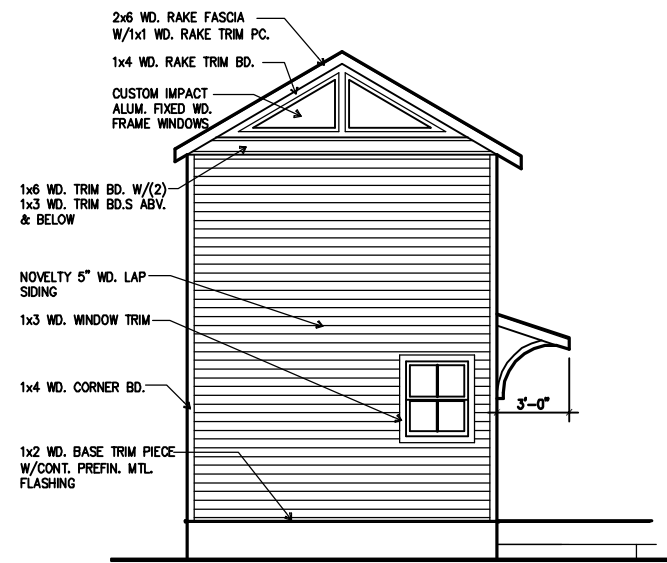 2x6 WD. RAKE FASCIA
W/1x1 WD. RAKE TRIM PC.
1x4 WD. RAKE TRIM BD.
CUSTOM IMPACT
ALUM. FIXED WD.
FRAME WINDOWS
1x6 WD. TRIM BD. W/(2)
1x3 WD. TRIM BD.S ABV.
& BELOW
NOVELTY 5" WD. LAP
SIDING
1x3 WD. WINDOW TRIM
1x4 WD. CORNER BD.
3'-0"
1x2 WD. BASE TRIM PIECE
W/CONT. PREFIN. MTL.
FLASHING